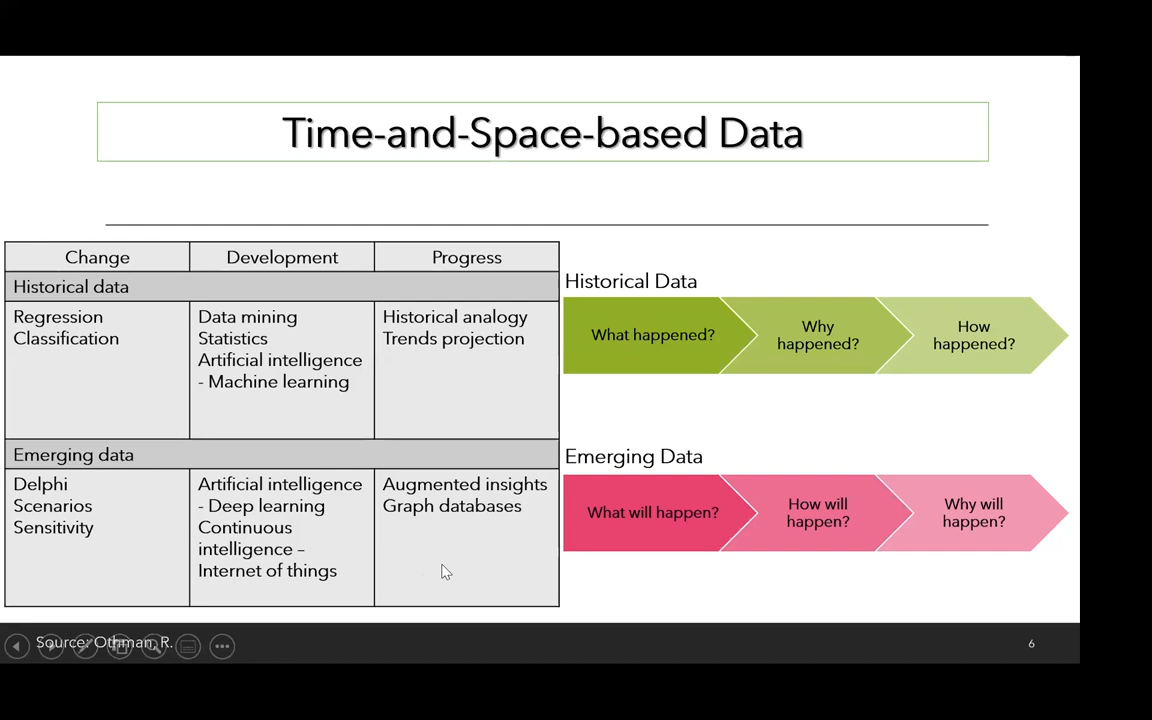 Time-and-Space-based Data
Change
Development
Progress
Historical data
Regression
Classification
Data mining
Statistics
Artificial intelligence
- Machine learning
Historical analogy
Trends projection
Emerging data
Delphi
Scenarios
Sensitivity
Artificial intelligence
- Deep learning
Continuous
intelligence –
Internet of things
Augmented insights
Graph databases
Historical Data
What happened?
Why
happened?
How
happened?
Emerging Data
What will happen?
How will
happen?
Why will
happen?
Source: Othman, R.
6